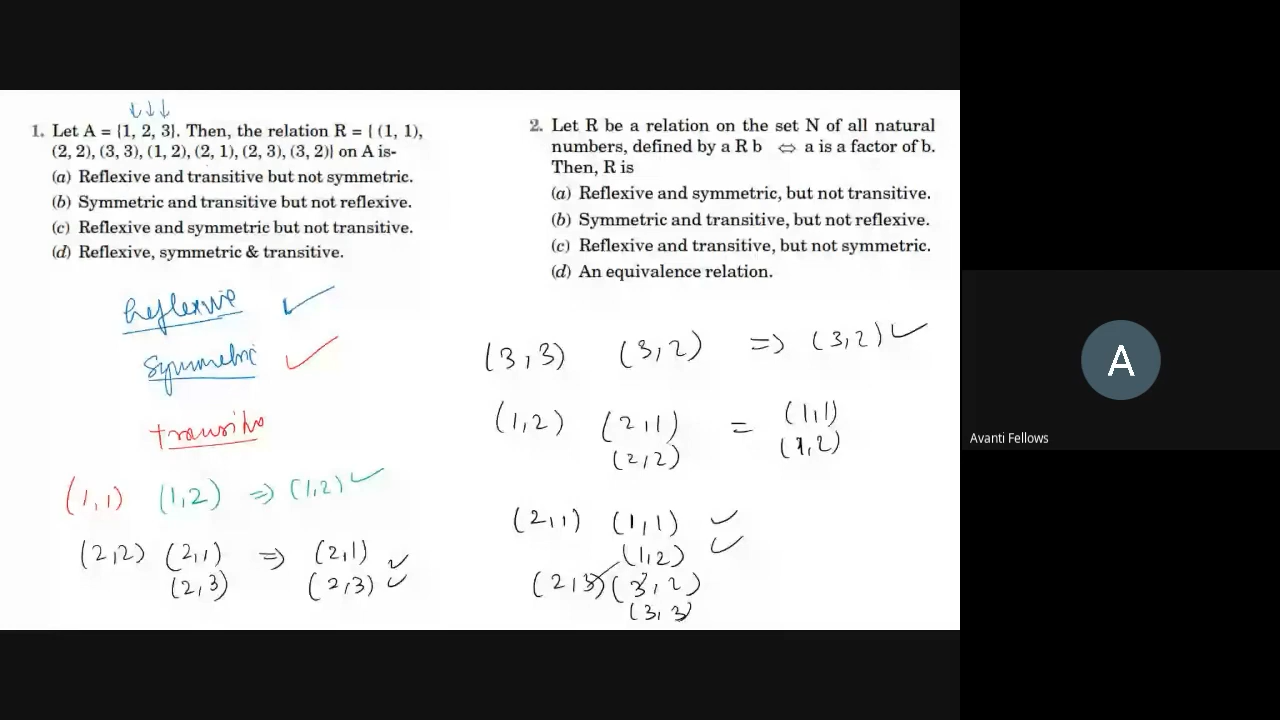 1. Let A = {1, 2, 3}. Then, the relation R = { (1, 1),
(2, 2), (3, 3), (1, 2), (2, 1), (2, 3), (3, 2)} on A is-
(a) Reflexive and transitive but not symmetric.
(b) Symmetric and transitive but not reflexive.
(c) Reflexive and symmetric but not transitive.
(d) Reflexive, symmetric & transitive.
Reflexive ✓
Symmetric ✓
transitive
(1,1) (1,2) => (1,2) ✓
(2,2) (2,1) => (2,1) ✓
(2,3) (2,3) ✓
2. Let R be a relation on the set N of all natural
numbers, defined by a R b ⇔ a is a factor of b.
Then, R is
(a) Reflexive and symmetric, but not transitive.
(b) Symmetric and transitive, but not reflexive.
(c) Reflexive and transitive, but not symmetric.
(d) An equivalence relation.
(3,3) (3,2) => (3,2) ✓
(1,2) (2,1) = (1,1)
(2,2) (1,2)
(2,1) (1,1) ✓
(1,2) ✓
(2,3) (3,2)
(3,3)
A
Avanti Fellows